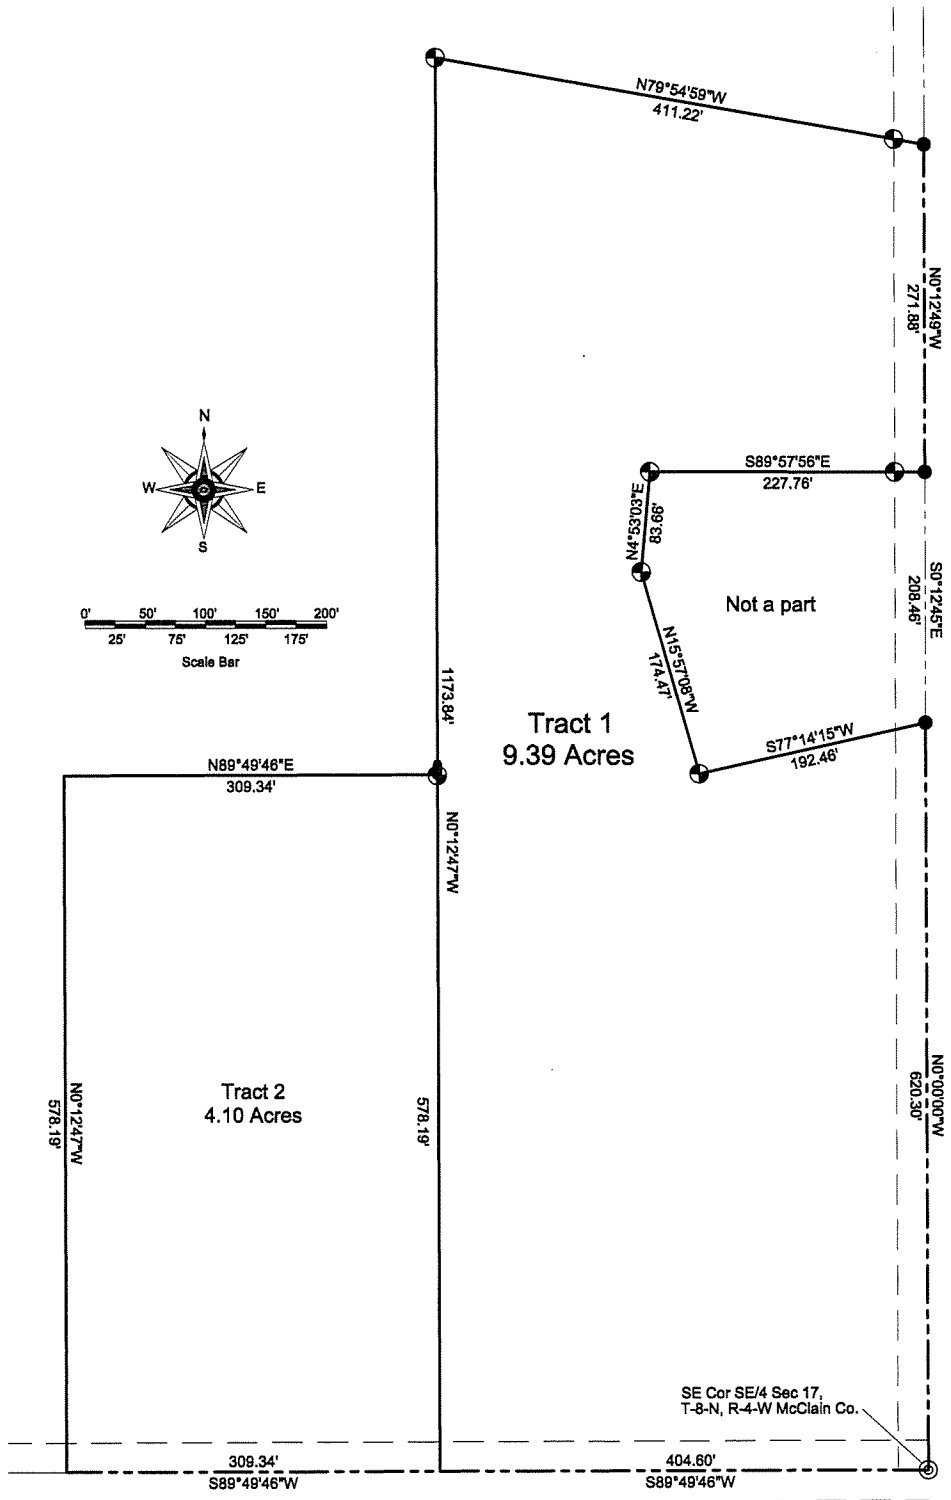 N79°54'59"W
411.22'
N0°12'49"W
271.88'
N
W
E
S
S89°57'56"E
227.76'
N4°53'03"E
83.66'
S0°12'45"E
208.46'
Not a part
0' 50' 100' 150' 200'
25' 75' 125' 175'
Scale Bar
N15°57'08"W
174.47'
1173.84'
Tract 1
9.39 Acres
S77°14'15"W
192.46'
N89°49'46"E
309.34'
N0°12'47"W
Tract 2
4.10 Acres
N0°12'47"W
578.19'
578.19'
N0°00'00"W
620.30'
SE Cor SE/4 Sec 17,
T-8-N, R-4-W McClain Co.
309.34'
S89°49'46"W
404.60'
S89°49'46"W